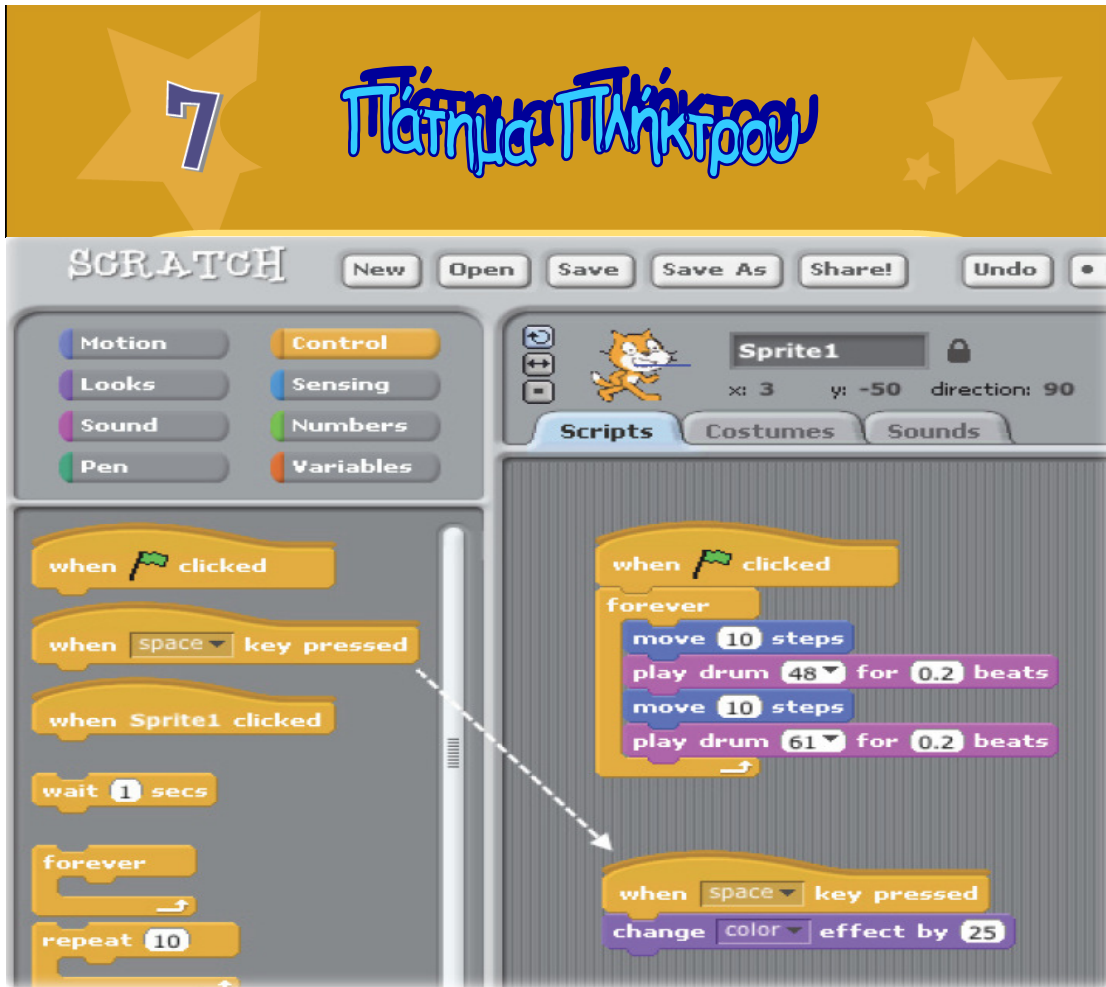 7
Πάτημα Πλήκτρου
SCRATCH
New Open Save Save As Share! Undo
Motion Control
Looks Sensing
Sound Numbers
Pen Variables
Sprite1
x: 3 y: -50 direction: 90
Scripts Costumes Sounds
when clicked
when space key pressed
when Sprite1 clicked
wait 1 secs
forever
repeat 10
when clicked
forever
move 10 steps
play drum 48 for 0.2 beats
move 10 steps
play drum 61 for 0.2 beats
when space key pressed
change color effect by 25